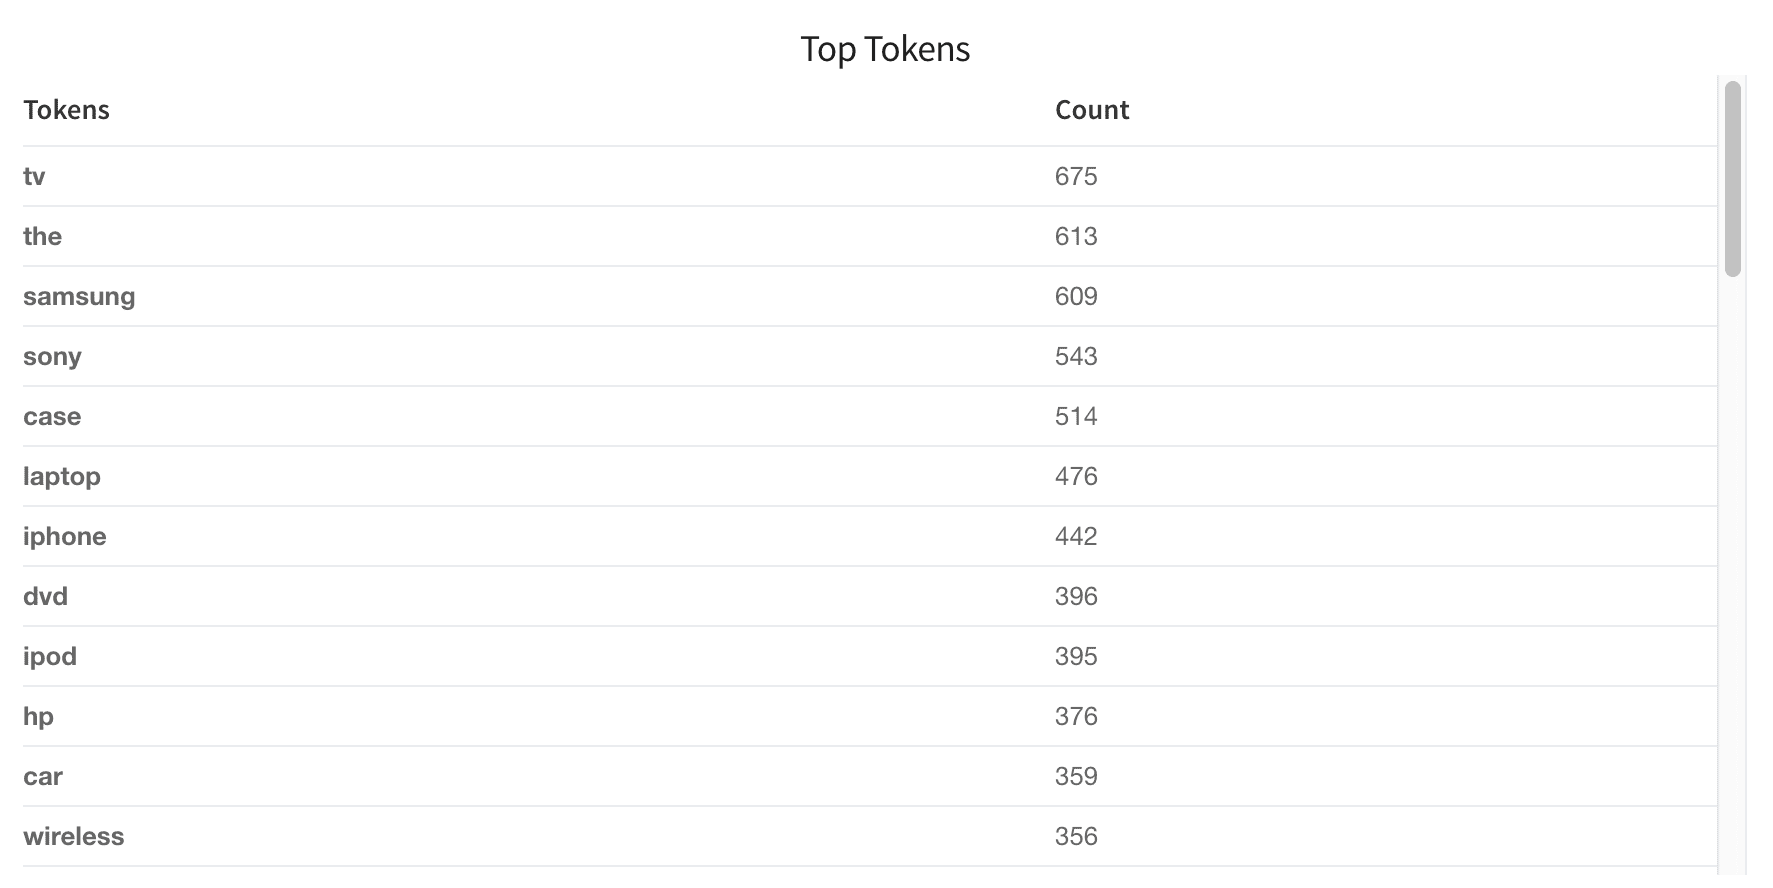 Top Tokens
Tokens Count
tv 675
the 613
samsung 609
sony 543
case 514
laptop 476
iphone 442
dvd 396
ipod 395
hp 376
car 359
wireless 356